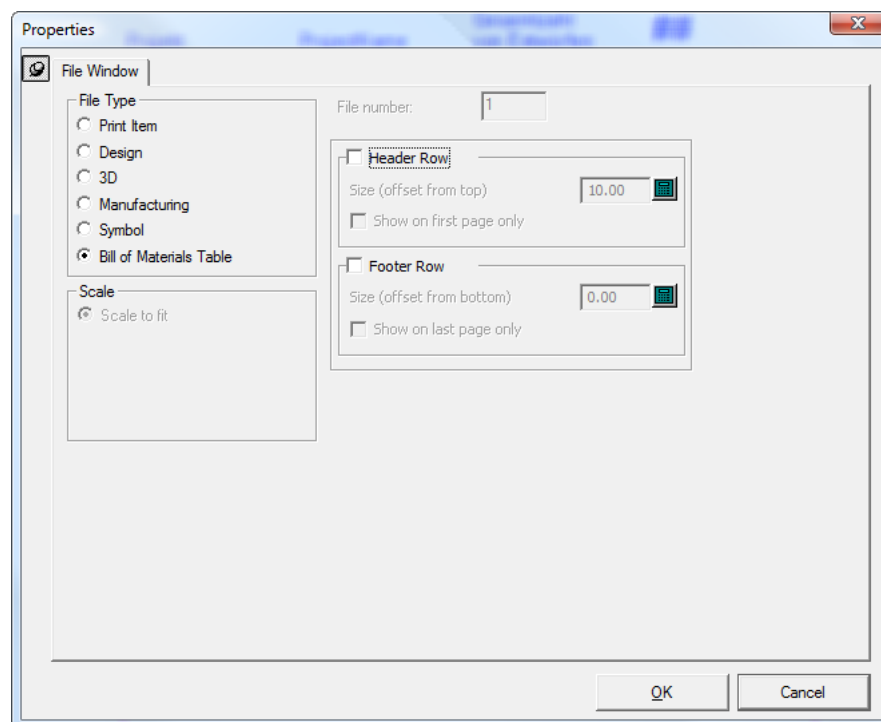 Properties
File Window
File Type
Print Item
Design
3D
Manufacturing
Symbol
Bill of Materials Table
Scale
Scale to fit
File number:
1
Header Row
Size (offset from top)
10.00
Show on first page only
Footer Row
Size (offset from bottom)
0.00
Show on last page only
OK
Cancel